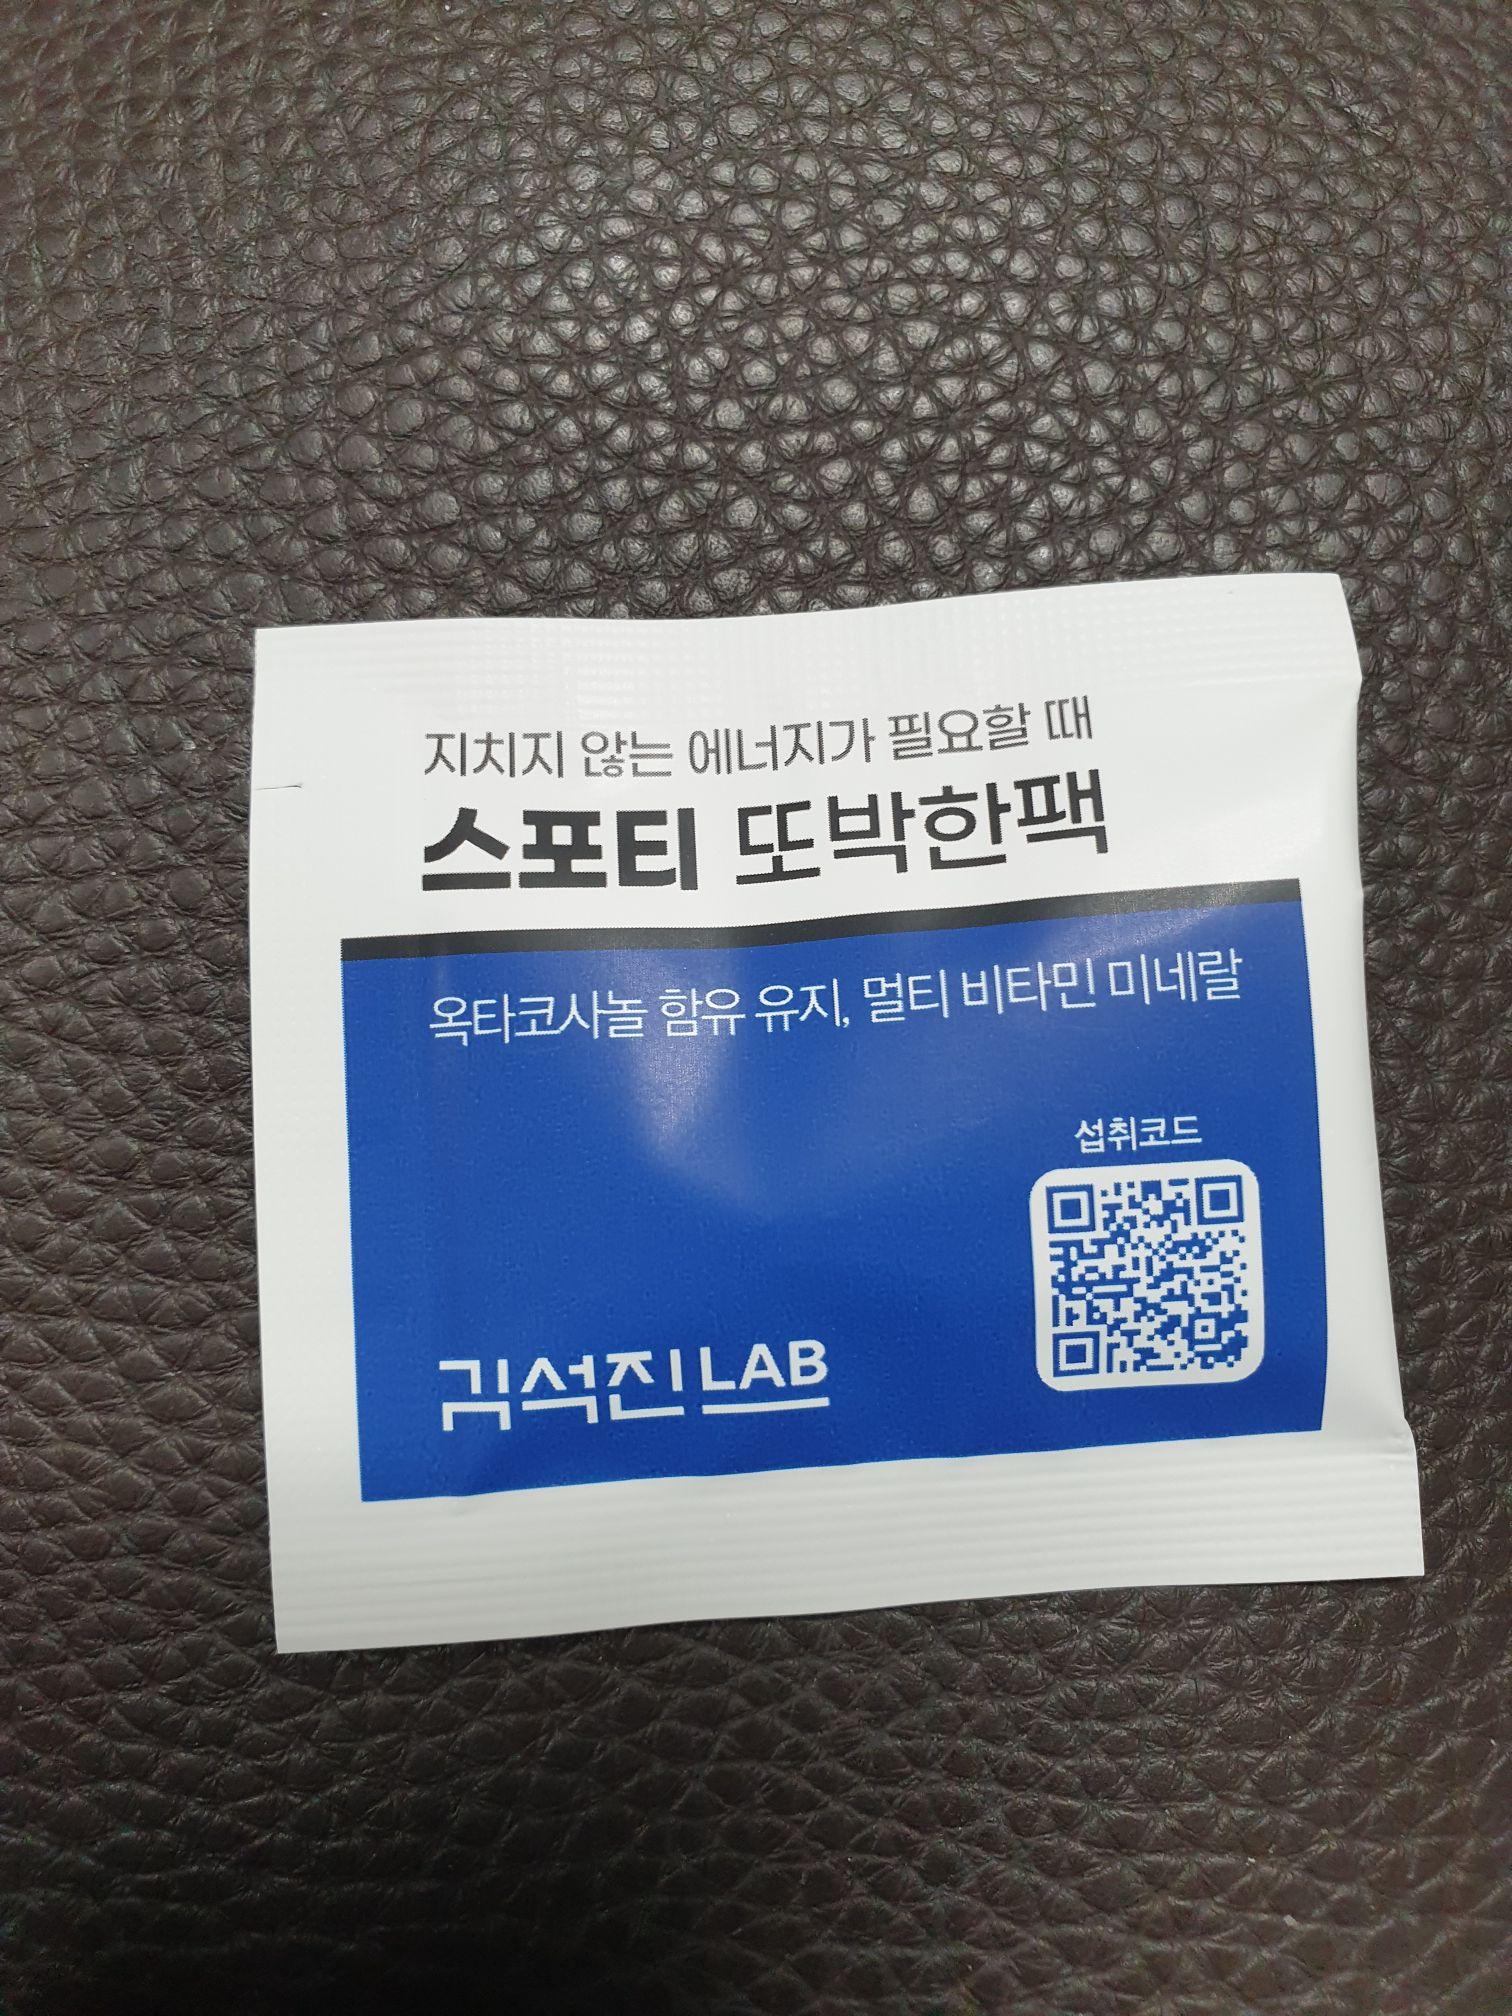 지치지 않는 에너지가 필요할 때
스포티 또박한팩
옥타코사놀 함유 유지, 멀티 비타민 미네랄
섭취코드
김석진LAB